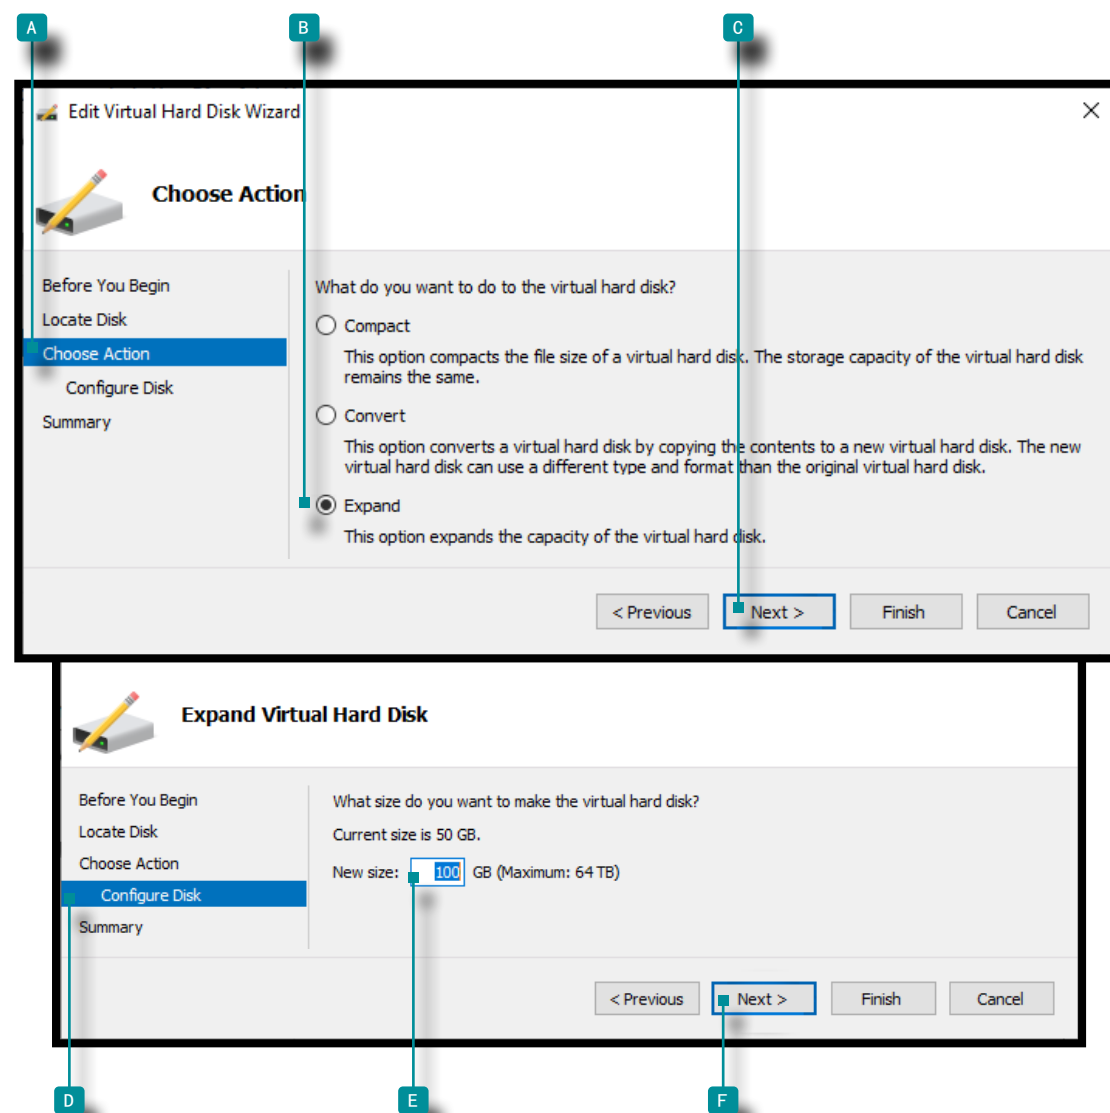 A B C
Edit Virtual Hard Disk Wizard
Choose Action
Before You Begin
Locate Disk
Choose Action
Configure Disk
Summary
What do you want to do to the virtual hard disk?
Compact
This option compacts the file size of a virtual hard disk. The storage capacity of the virtual hard disk
remains the same.
Convert
This option converts a virtual hard disk by copying the contents to a new virtual hard disk. The new
virtual hard disk can use a different type and format than the original virtual hard disk.
Expand
This option expands the capacity of the virtual hard disk.
< Previous Next > Finish Cancel
Expand Virtual Hard Disk
Before You Begin
Locate Disk
Choose Action
Configure Disk
Summary
What size do you want to make the virtual hard disk?
Current size is 50 GB.
New size: 100 GB (Maximum: 64 TB)
< Previous Next > Finish Cancel
D E F